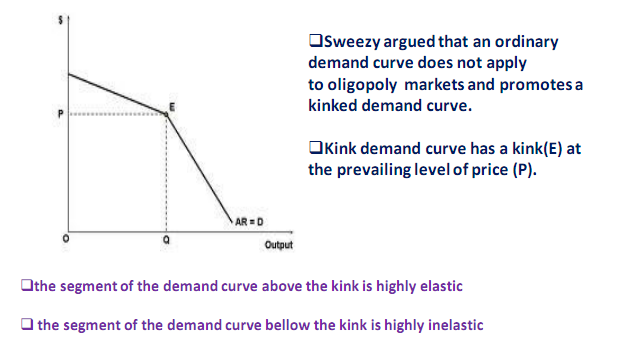 $
P
E
AR = D
O
Q
Output
❑Sweezy argued that an ordinary
demand curve does not apply
to oligopoly markets and promotes a
kinked demand curve.
❑Kink demand curve has a kink(E) at
the prevailing level of price (P).
❑the segment of the demand curve above the kink is highly elastic
❑ the segment of the demand curve bellow the kink is highly inelastic